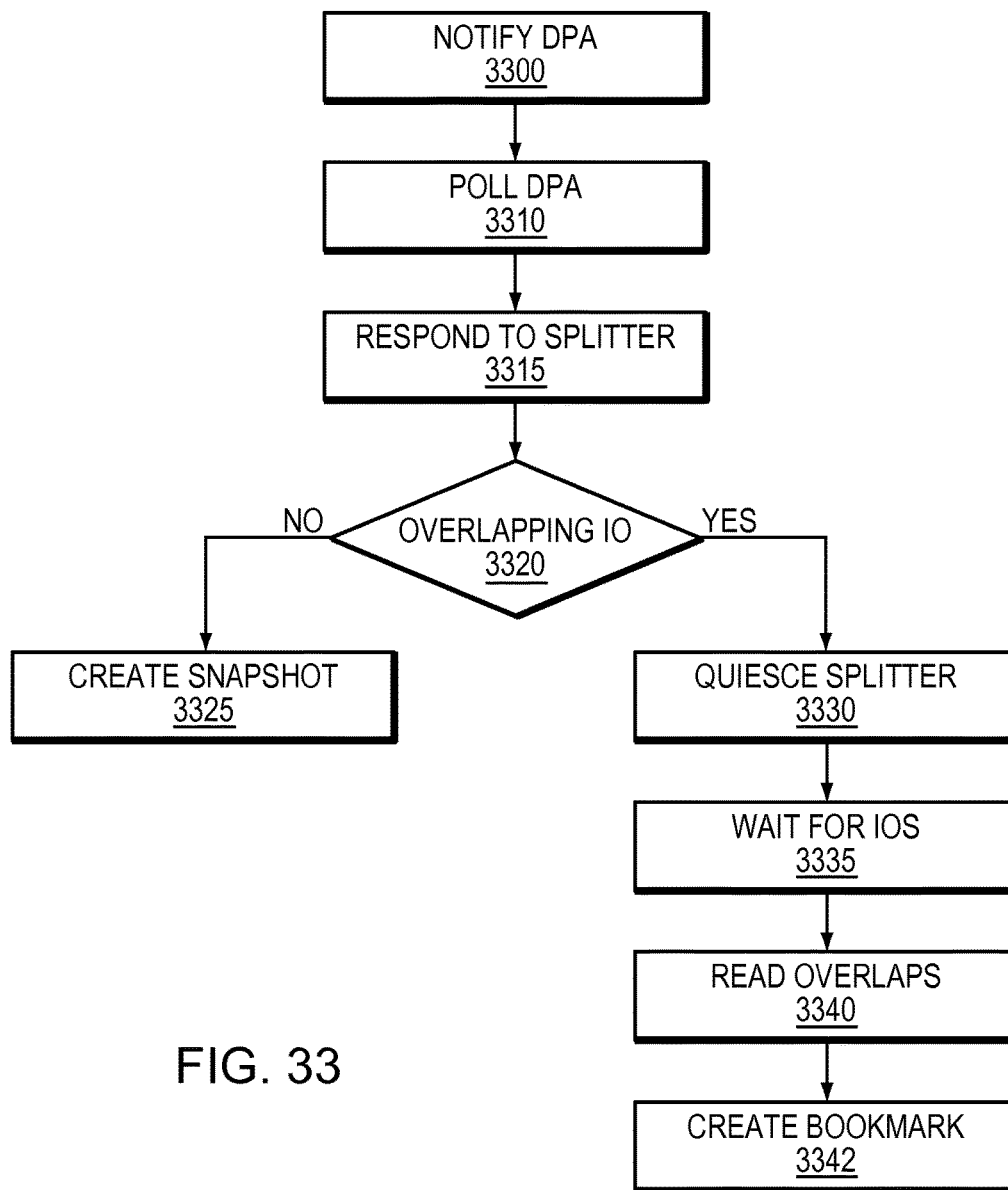 NOTIFY DPA
3300
POLL DPA
3310
RESPOND TO SPLITTER
3315
OVERLAPPING IO
3320
NO
YES
CREATE SNAPSHOT
3325
QUIESCE SPLITTER
3330
WAIT FOR IOS
3335
READ OVERLAPS
3340
CREATE BOOKMARK
3342
FIG. 33